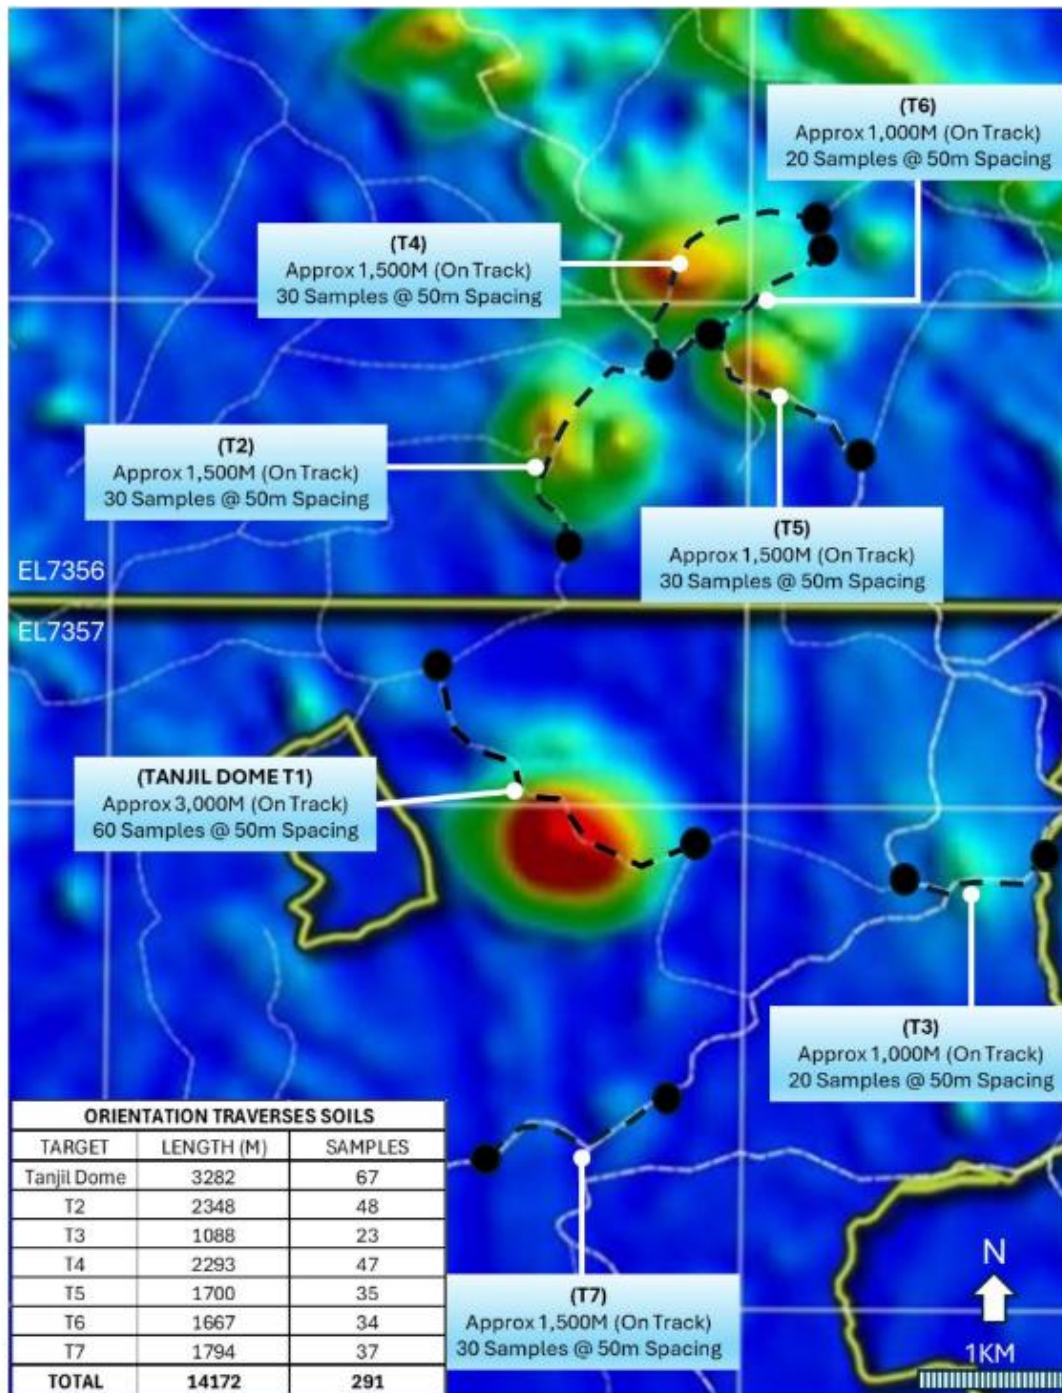 (T6)
Approx 1,000M (On Track)
20 Samples @ 50m Spacing
(T4)
Approx 1,500M (On Track)
30 Samples @ 50m Spacing
(T2)
Approx 1,500M (On Track)
30 Samples @ 50m Spacing
(T5)
Approx 1,500M (On Track)
30 Samples @ 50m Spacing
EL7356
EL7357
(TANJIL DOME T1)
Approx 3,000M (On Track)
60 Samples @ 50m Spacing
(T3)
Approx 1,000M (On Track)
20 Samples @ 50m Spacing
ORIENTATION TRAVERSES SOILS
TARGET LENGTH (M) SAMPLES
Tanjil Dome 3282 67
T2 2348 48
T3 1088 23
T4 2293 47
T5 1700 35
T6 1667 34
T7 1794 37
TOTAL 14172 291
(T7)
Approx 1,500M (On Track)
30 Samples @ 50m Spacing
N
1KM